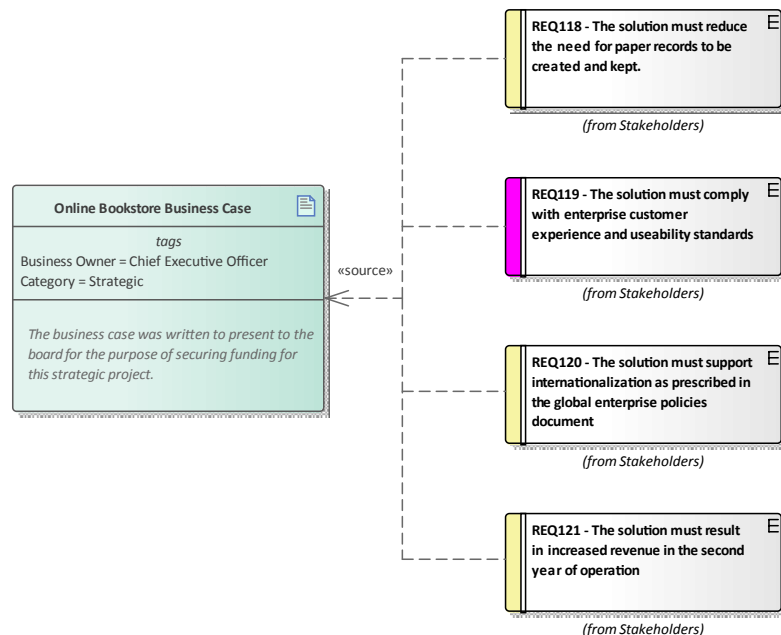 Online Bookstore Business Case
tags
Business Owner = Chief Executive Officer
Category = Strategic
The business case was written to present to the
board for the purpose of securing funding for
this strategic project.
«source»
REQ118 - The solution must reduce
the need for paper records to be
created and kept.
E
(from Stakeholders)
REQ119 - The solution must comply
with enterprise customer
experience and useability standards
E
(from Stakeholders)
REQ120 - The solution must support
internationalization as prescribed in
the global enterprise policies
document
E
(from Stakeholders)
REQ121 - The solution must result
in increased revenue in the second
year of operation
E
(from Stakeholders)